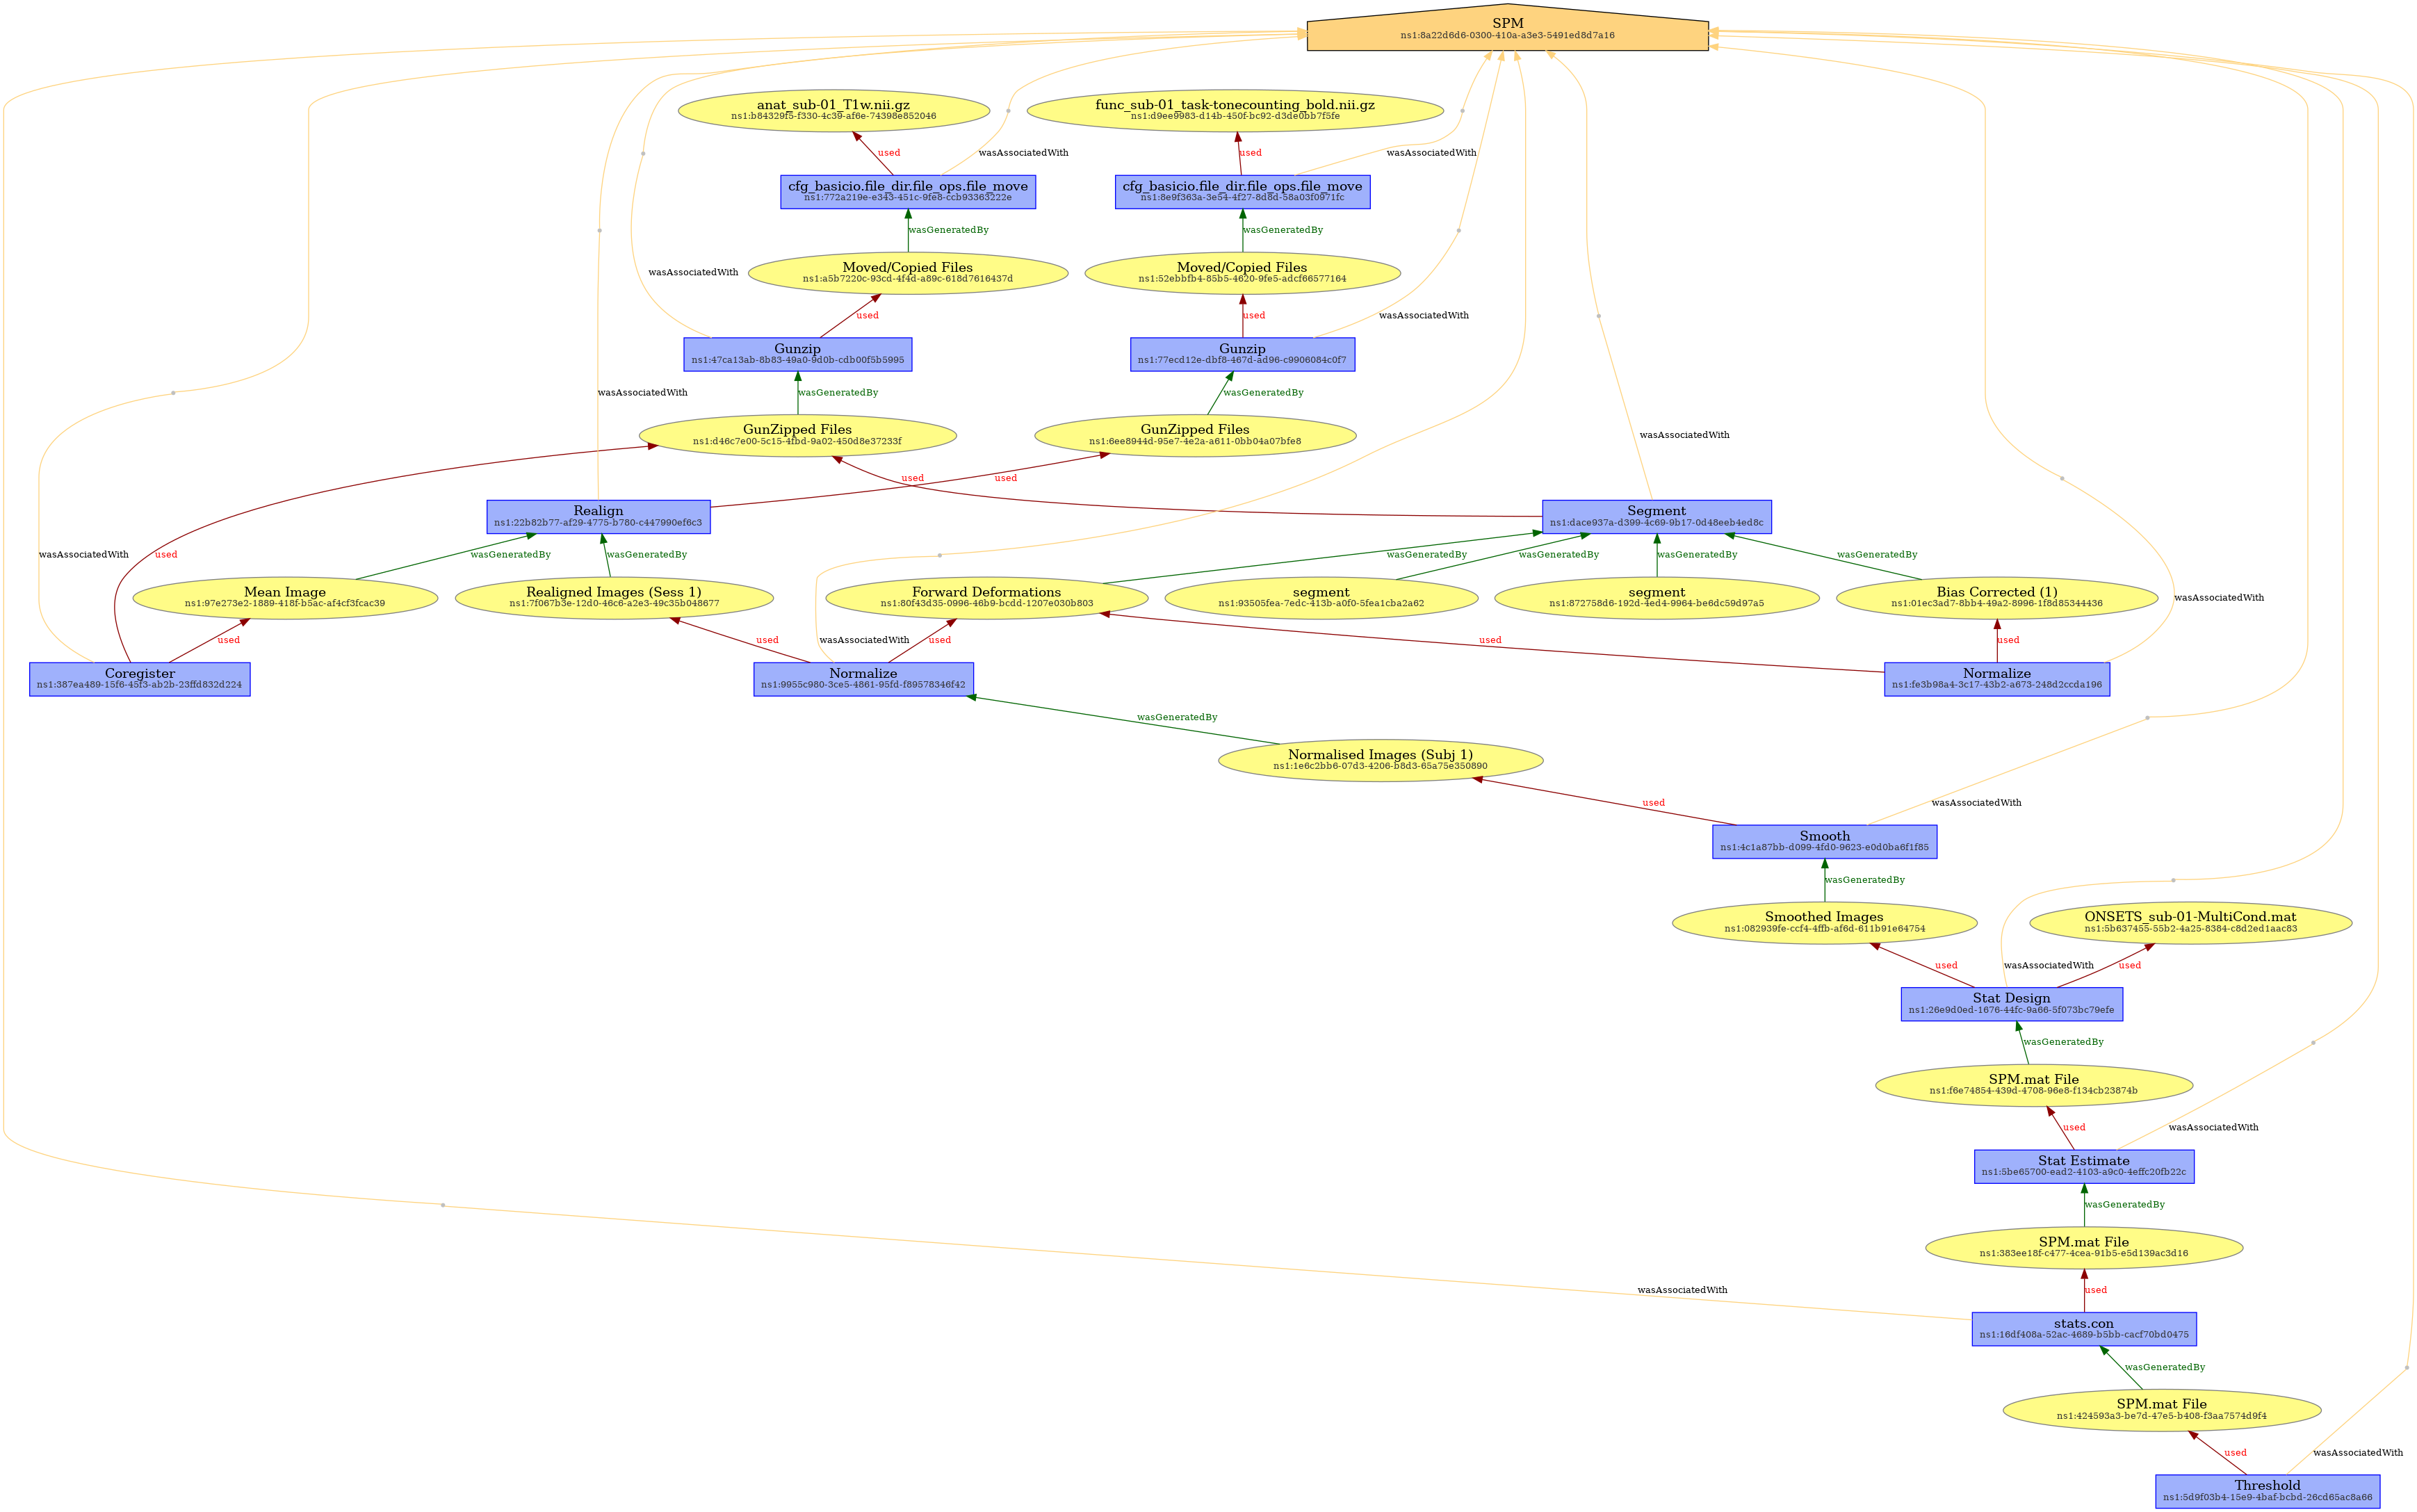 SPM
ns1:8a22d6d6-0300-410a-a3e3-5491ed8d7a16
anat_sub-01_T1w.nii.gz
ns1:b84329f5-f330-4c39-af6e-74398e852046
func_sub-01_task-tonecounting_bold.nii.gz
ns1:d9ee9983-d14b-450f-bc92-d3de0bb7f5fe
used
wasAssociatedWith
used
wasAssociatedWith
cfg_basicio.file_dir.file_ops.file_move
ns1:772a219e-e343-451c-9fe8-ccb93363222e
cfg_basicio.file_dir.file_ops.file_move
ns1:8e9f363a-3e54-4f27-8d8d-58a03f0971fc
wasGeneratedBy
wasGeneratedBy
Moved/Copied Files
ns1:a5b7220c-93cd-4f4d-a89c-618d7616437d
Moved/Copied Files
ns1:52ebbfb4-85b5-4620-9fe5-adcf66577164
wasAssociatedWith
used
used
wasAssociatedWith
Gunzip
ns1:47ca13ab-8b83-49a0-9d0b-cdb00f5b5995
Gunzip
ns1:77ecd12e-dbf8-467d-ad96-c9906084c0f7
wasAssociatedWith
wasGeneratedBy
wasGeneratedBy
GunZipped Files
ns1:d46c7e00-5c15-4fbd-9a02-450d8e37233f
GunZipped Files
ns1:6ee8944d-95e7-4e2a-a611-0bb04a07bfe8
wasAssociatedWith
used
used
Realign
ns1:22b82b77-af29-4775-b780-c447990ef6c3
Segment
ns1:dace937a-d399-4c69-9b17-0d48eeb4ed8c
wasAssociatedWith
used
wasGeneratedBy
wasGeneratedBy
wasGeneratedBy
wasGeneratedBy
wasGeneratedBy
wasGeneratedBy
Mean Image
ns1:97e273e2-1889-418f-b5ac-af4cf3fcac39
Realigned Images (Sess 1)
ns1:7f067b3e-12d0-46c6-a2e3-49c35b048677
Forward Deformations
ns1:80f43d35-0996-46b9-bcdd-1207e030b803
segment
ns1:93505fea-7edc-413b-a0f0-5fea1cba2a62
segment
ns1:872758d6-192d-4ed4-9964-be6dc59d97a5
Bias Corrected (1)
ns1:01ec3ad7-8bb4-49a2-8996-1f8d85344436
wasAssociatedWith
used
used
wasAssociatedWith
used
used
used
Coregister
ns1:387ea489-15f6-45f3-ab2b-23ffd832d224
Normalize
ns1:9955c980-3ce5-4861-95fd-f89578346f42
Normalize
ns1:fe3b98a4-3c17-43b2-a673-248d2ccda196
wasGeneratedBy
Normalised Images (Subj 1)
ns1:1e6c2bb6-07d3-4206-b8d3-65a75e350890
used
wasAssociatedWith
Smooth
ns1:4c1a87bb-d099-4fd0-9623-e0d0ba6f1f85
wasGeneratedBy
Smoothed Images
ns1:082939fe-ccf4-4ffb-af6d-611b91e64754
ONSETS_sub-01-MultiCond.mat
ns1:5b637455-55b2-4a25-8384-c8d2ed1aac83
used
wasAssociatedWith
used
Stat Design
ns1:26e9d0ed-1676-44fc-9a66-5f073bc79efe
wasGeneratedBy
SPM.mat File
ns1:f6e74854-439d-4708-96e8-f134cb23874b
used
wasAssociatedWith
Stat Estimate
ns1:5be65700-ead2-4103-a9c0-4effc20fb22c
wasGeneratedBy
SPM.mat File
ns1:383ee18f-c477-4cea-91b5-e5d139ac3d16
wasAssociatedWith
used
stats.con
ns1:16df408a-52ac-4689-b5bb-cacf70bd0475
wasGeneratedBy
SPM.mat File
ns1:424593a3-be7d-47e5-b408-f3aa7574d9f4
used
wasAssociatedWith
Threshold
ns1:5d9f03b4-15e9-4baf-bcbd-26cd65ac8a66